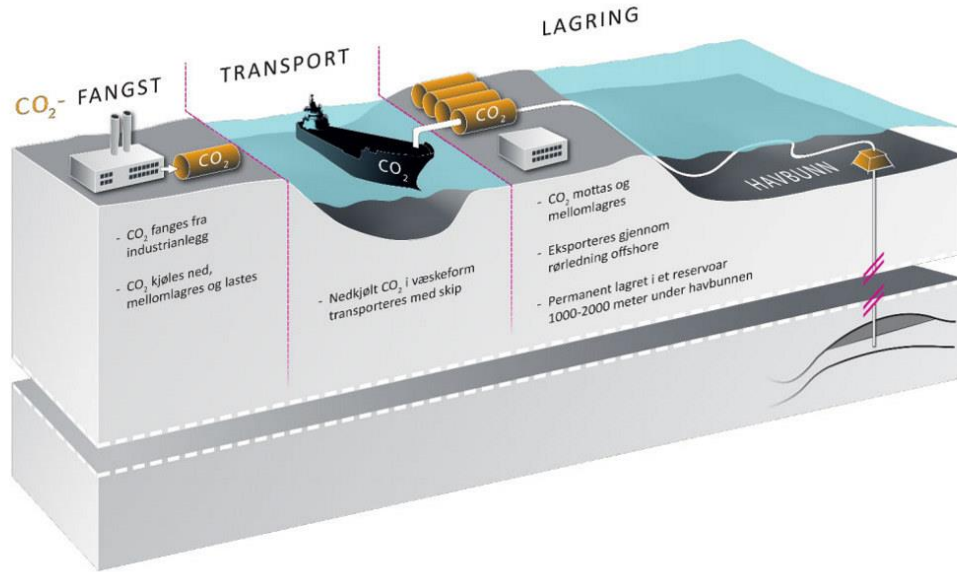 CO₂- FANGST
TRANSPORT
LAGRING
CO₂
CO₂
CO₂
HAVBUNN
- CO₂ fanges fra
industrianlegg
- CO₂ kjøles ned,
mellomlagres og lastes
- Nedkjølt CO₂ i væskeform
transporteres med skip
- CO₂ mottas og
mellomlagres
- Eksporteres gjennom
rørledning offshore
- Permanent lagret i et reservoar
1000-2000 meter under havbunnen